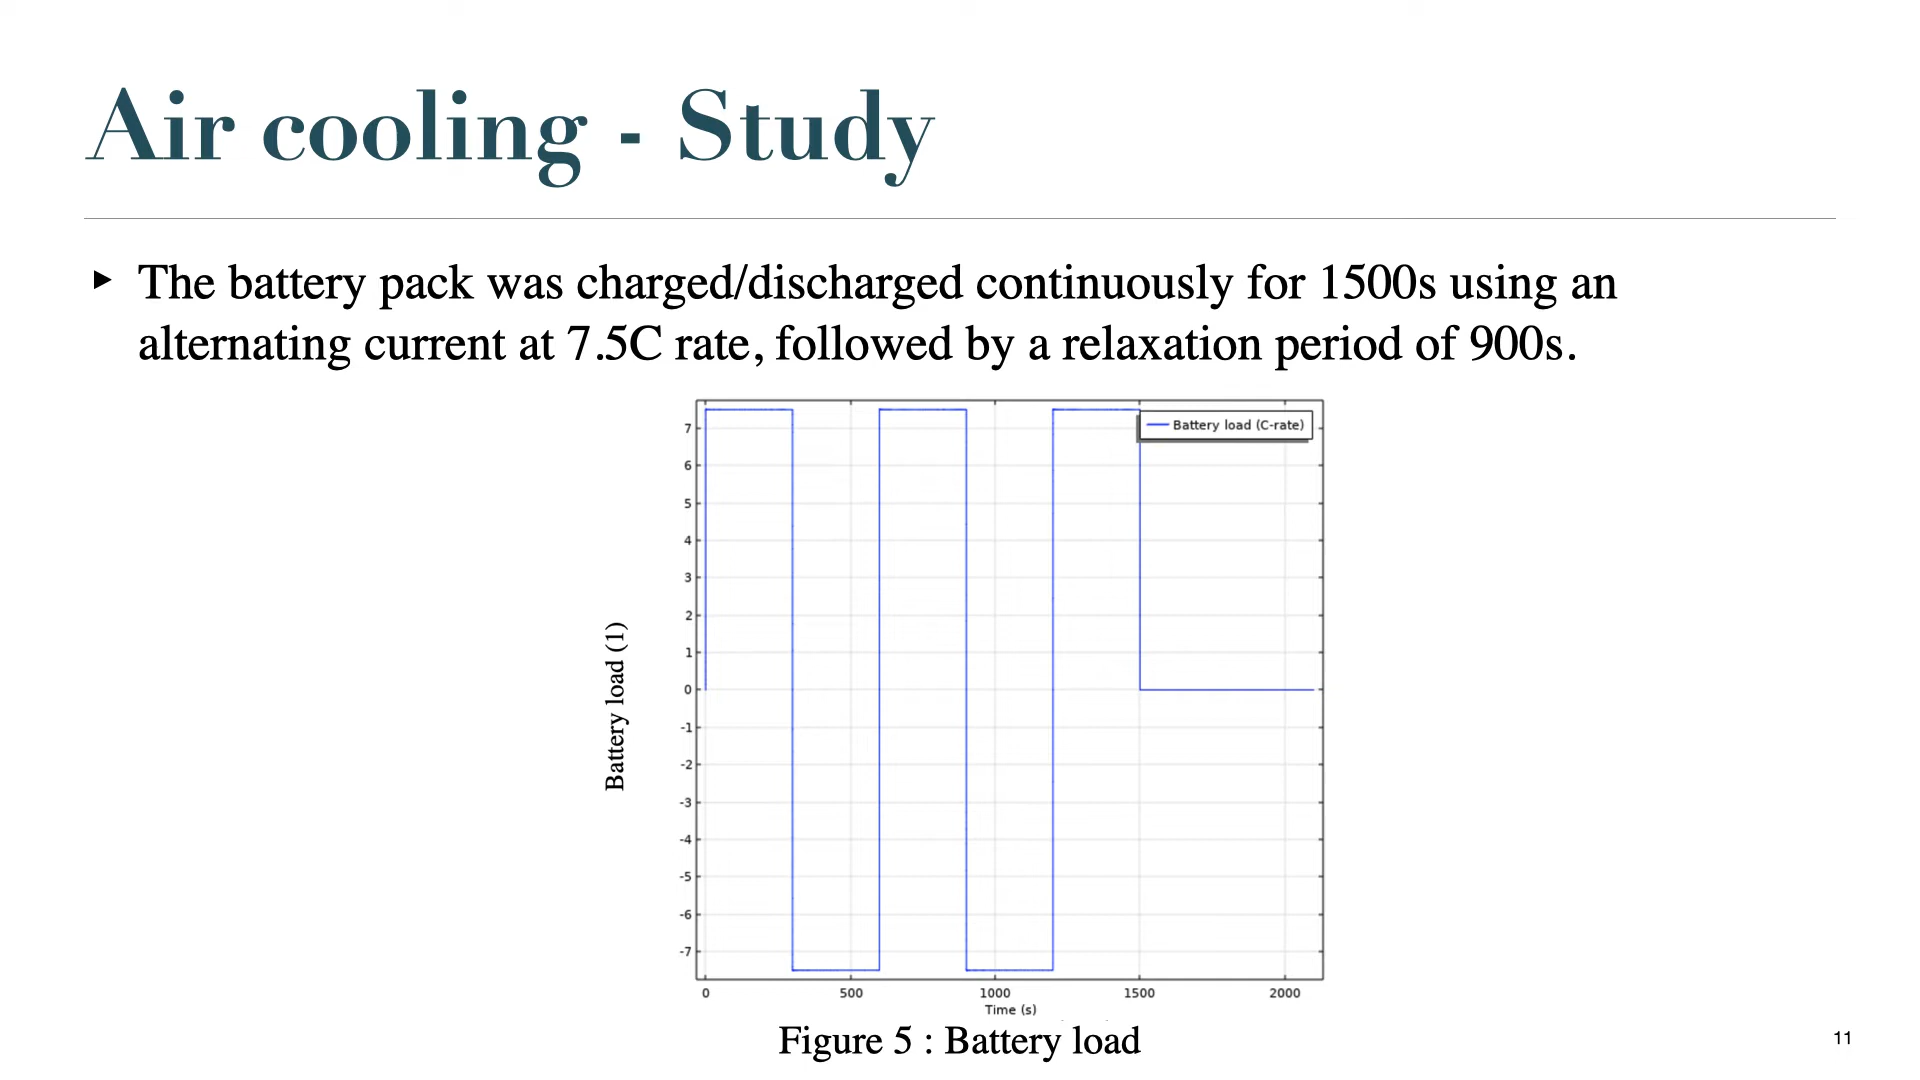 Air cooling - Study
▸ The battery pack was charged/discharged continuously for 1500s using an
alternating current at 7.5C rate, followed by a relaxation period of 900s.
Battery load (C-rate)
7
6
5
4
3
2
1
0
-1
-2
-3
-4
-5
-6
-7
Battery load (1)
0 500 1000 1500 2000
Time (s)
Figure 5 : Battery load
11